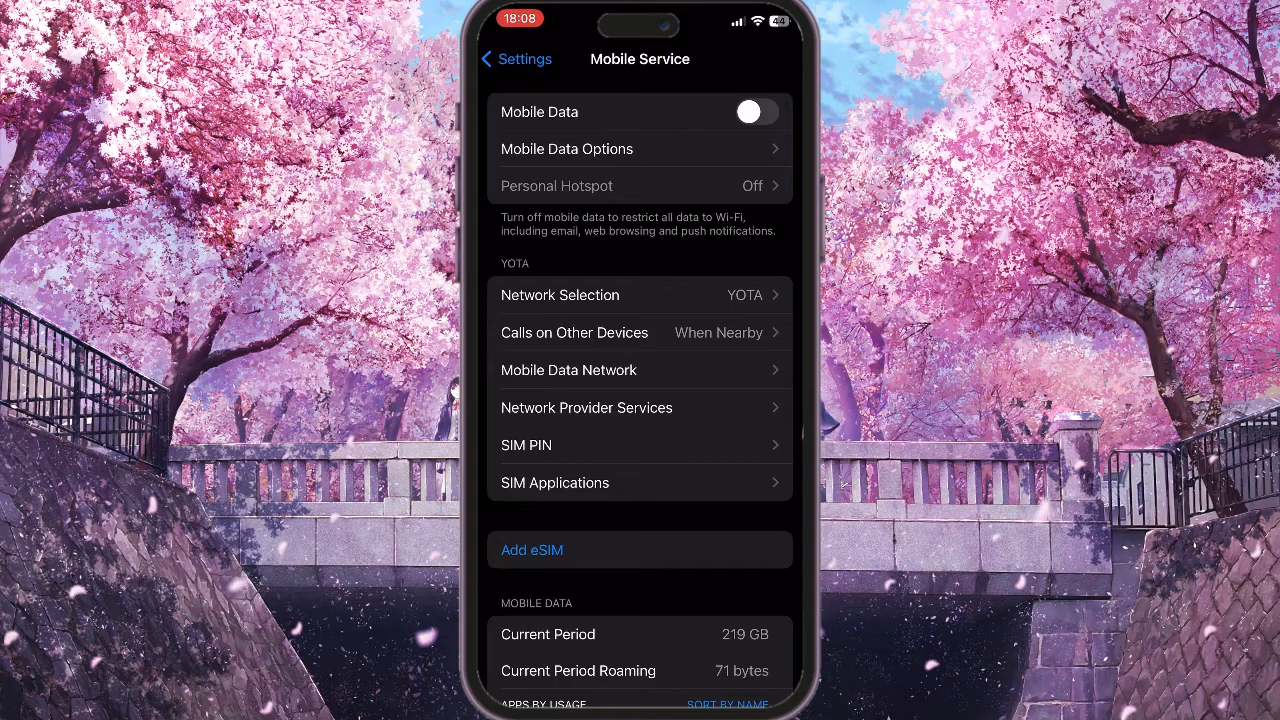 18:08
44
Settings
Mobile Service
Mobile Data
Mobile Data Options
Personal Hotspot Off
Turn off mobile data to restrict all data to Wi-Fi,
including email, web browsing and push notifications.
YOTA
Network Selection YOTA
Calls on Other Devices When Nearby
Mobile Data Network
Network Provider Services
SIM PIN
SIM Applications
Add eSIM
MOBILE DATA
Current Period 219 GB
Current Period Roaming 71 bytes
APPS BY USAGE SORT BY NAME